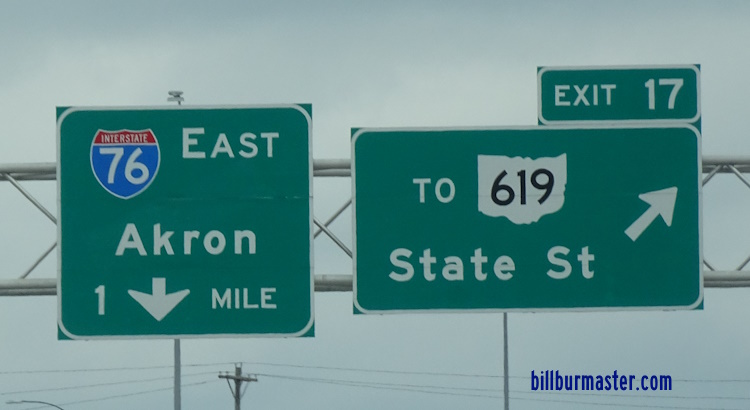 INTERSTATE
76
EAST
Akron
1 MILE
EXIT 17
TO 619
State St
billburmaster.com